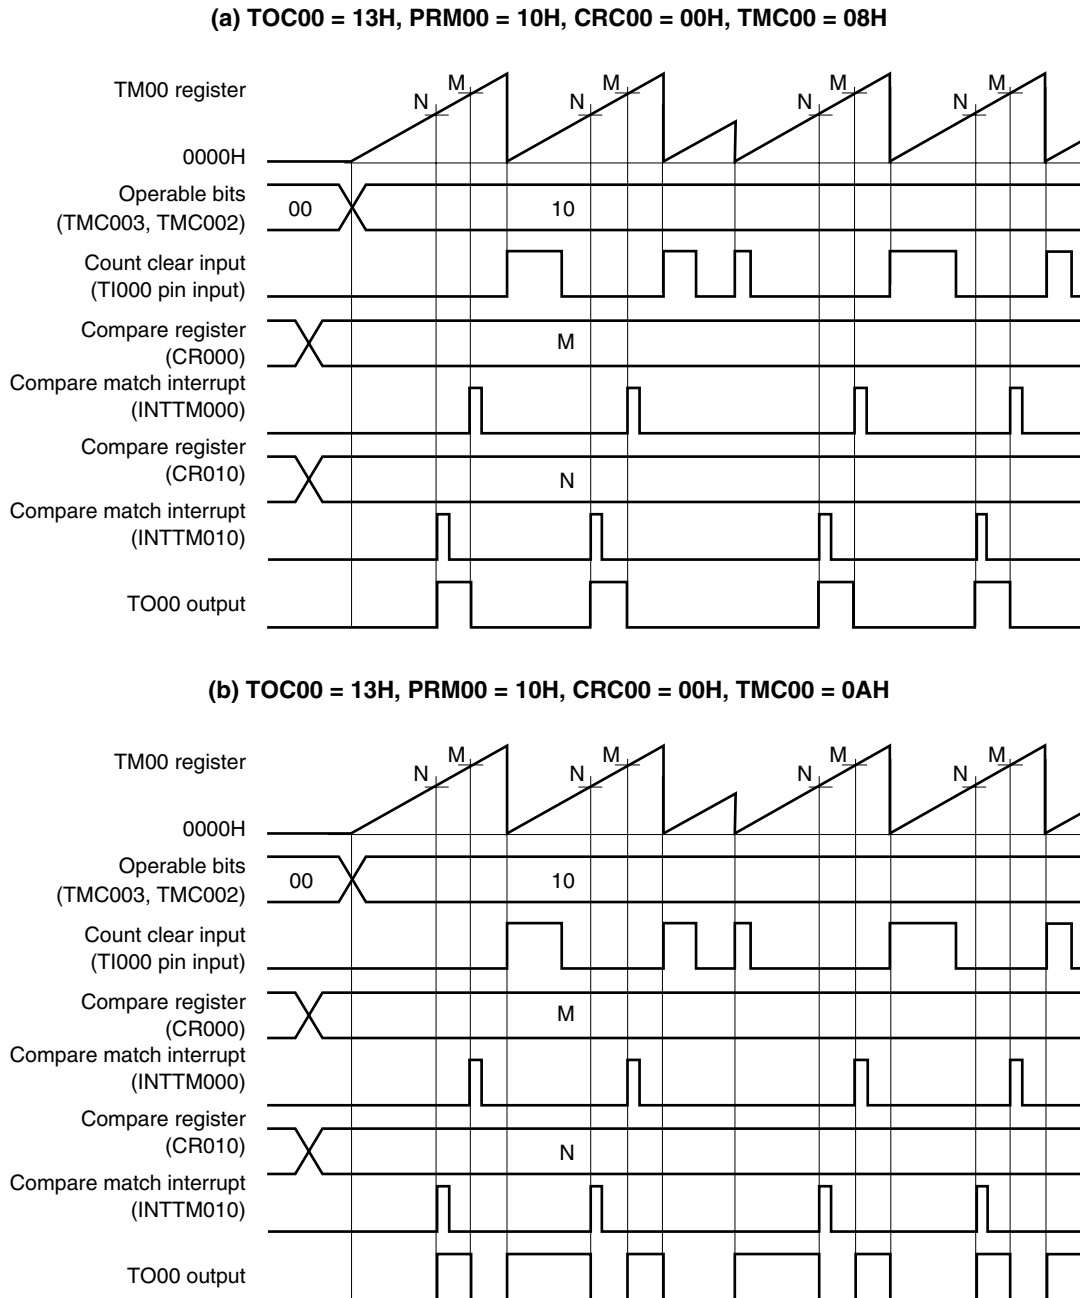 (a) TOC00 = 13H, PRM00 = 10H, CRC00 = 00H, TMC00 = 08H
TM00 register
N M N M N M N M
0000H
Operable bits
(TMC003, TMC002)
00 10
Count clear input
(TI000 pin input)
Compare register
(CR000)
M
Compare match interrupt
(INTTM000)
Compare register
(CR010)
N
Compare match interrupt
(INTTM010)
TO00 output
(b) TOC00 = 13H, PRM00 = 10H, CRC00 = 00H, TMC00 = 0AH
TM00 register
N M N M N M N M
0000H
Operable bits
(TMC003, TMC002)
00 10
Count clear input
(TI000 pin input)
Compare register
(CR000)
M
Compare match interrupt
(INTTM000)
Compare register
(CR010)
N
Compare match interrupt
(INTTM010)
TO00 output